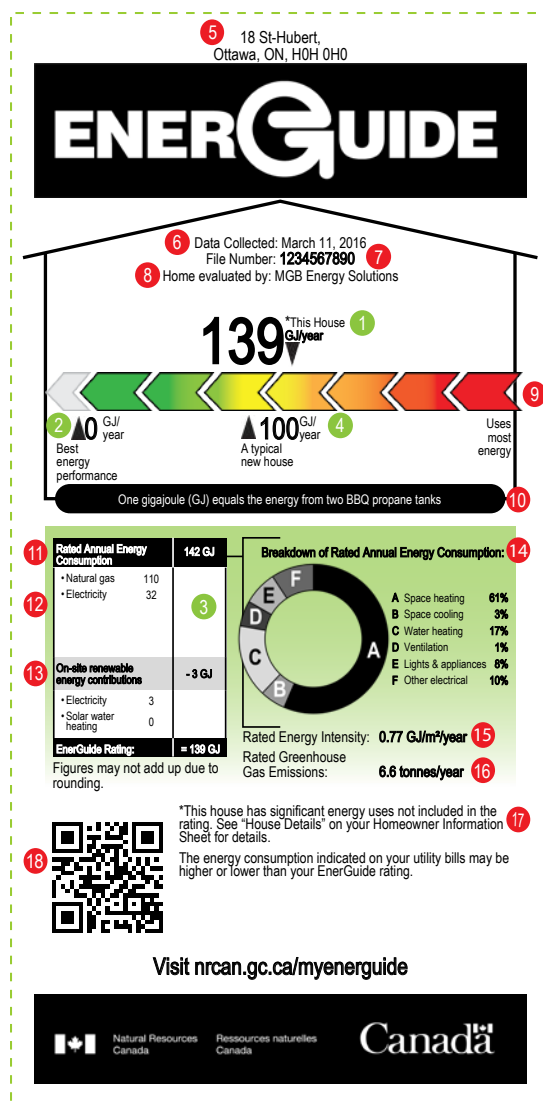 5 18 St-Hubert,
Ottawa, ON, H0H 0H0
ENERGUIDE
6 Data Collected: March 11, 2016
File Number: 1234567890 7
8 Home evaluated by: MGB Energy Solutions
139 *This House 1
GJ/year
9
2 0 GJ/
year
Best
energy
performance
100 GJ/
year 4
A typical
new house
Uses
most
energy
One gigajoule (GJ) equals the energy from two BBQ propane tanks 10
11 Rated Annual Energy
Consumption 142 GJ
• Natural gas 110
12 • Electricity 32
3
13 On-site renewable
energy contributions - 3 GJ
• Electricity 3
• Solar water
heating 0
EnerGuide Rating: = 139 GJ
Figures may not add up due to
rounding.
Breakdown of Rated Annual Energy Consumption: 14
F
E
D
C
B
A
A Space heating 61%
B Space cooling 3%
C Water heating 17%
D Ventilation 1%
E Lights & appliances 8%
F Other electrical 10%
Rated Energy Intensity: 0.77 GJ/m²/year 15
Rated Greenhouse
Gas Emissions: 6.6 tonnes/year 16
*This house has significant energy uses not included in the
rating. See “House Details” on your Homeowner Information 17
Sheet for details.
18
The energy consumption indicated on your utility bills may be
higher or lower than your EnerGuide rating.
Visit nrcan.gc.ca/myenerguide
Natural Resources
Canada
Ressources naturelles
Canada
Canada